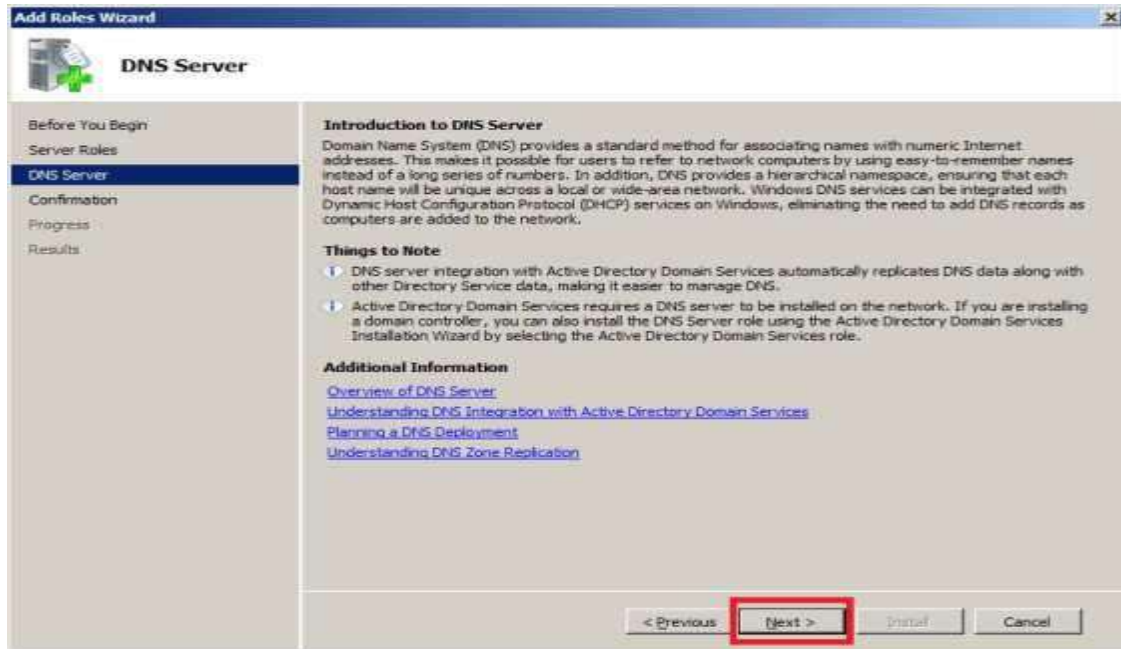 Add Roles Wizard
DNS Server
Before You Begin
Server Roles
DNS Server
Confirmation
Progress
Results
Introduction to DNS Server
Domain Name System (DNS) provides a standard method for associating names with numeric Internet
addresses. This makes it possible for users to refer to network computers by using easy-to-remember names
instead of a long series of numbers. In addition, DNS provides a hierarchical namespace, ensuring that each
host name will be unique across a local or wide-area network. Windows DNS services can be integrated with
Dynamic Host Configuration Protocol (DHCP) services on Windows, eliminating the need to add DNS records as
computers are added to the network.
Things to Note
DNS server integration with Active Directory Domain Services automatically replicates DNS data along with
other Directory Service data, making it easier to manage DNS.
Active Directory Domain Services requires a DNS server to be installed on the network. If you are installing
a domain controller, you can also install the DNS Server role using the Active Directory Domain Services
Installation Wizard by selecting the Active Directory Domain Services role.
Additional Information
Overview of DNS Server
Understanding DNS Integration with Active Directory Domain Services
Planning a DNS Deployment
Understanding DNS Zone Replication
< Previous Next > Install Cancel